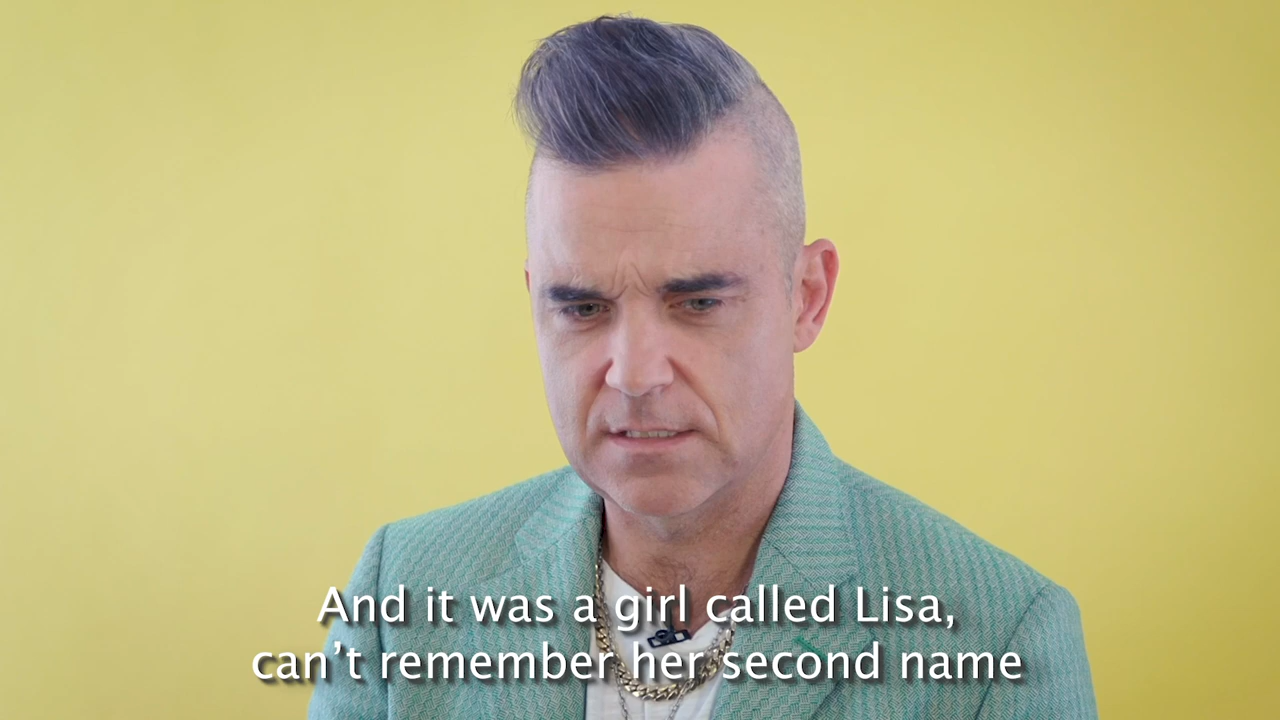 And it was a girl called Lisa,
can’t remember her second name